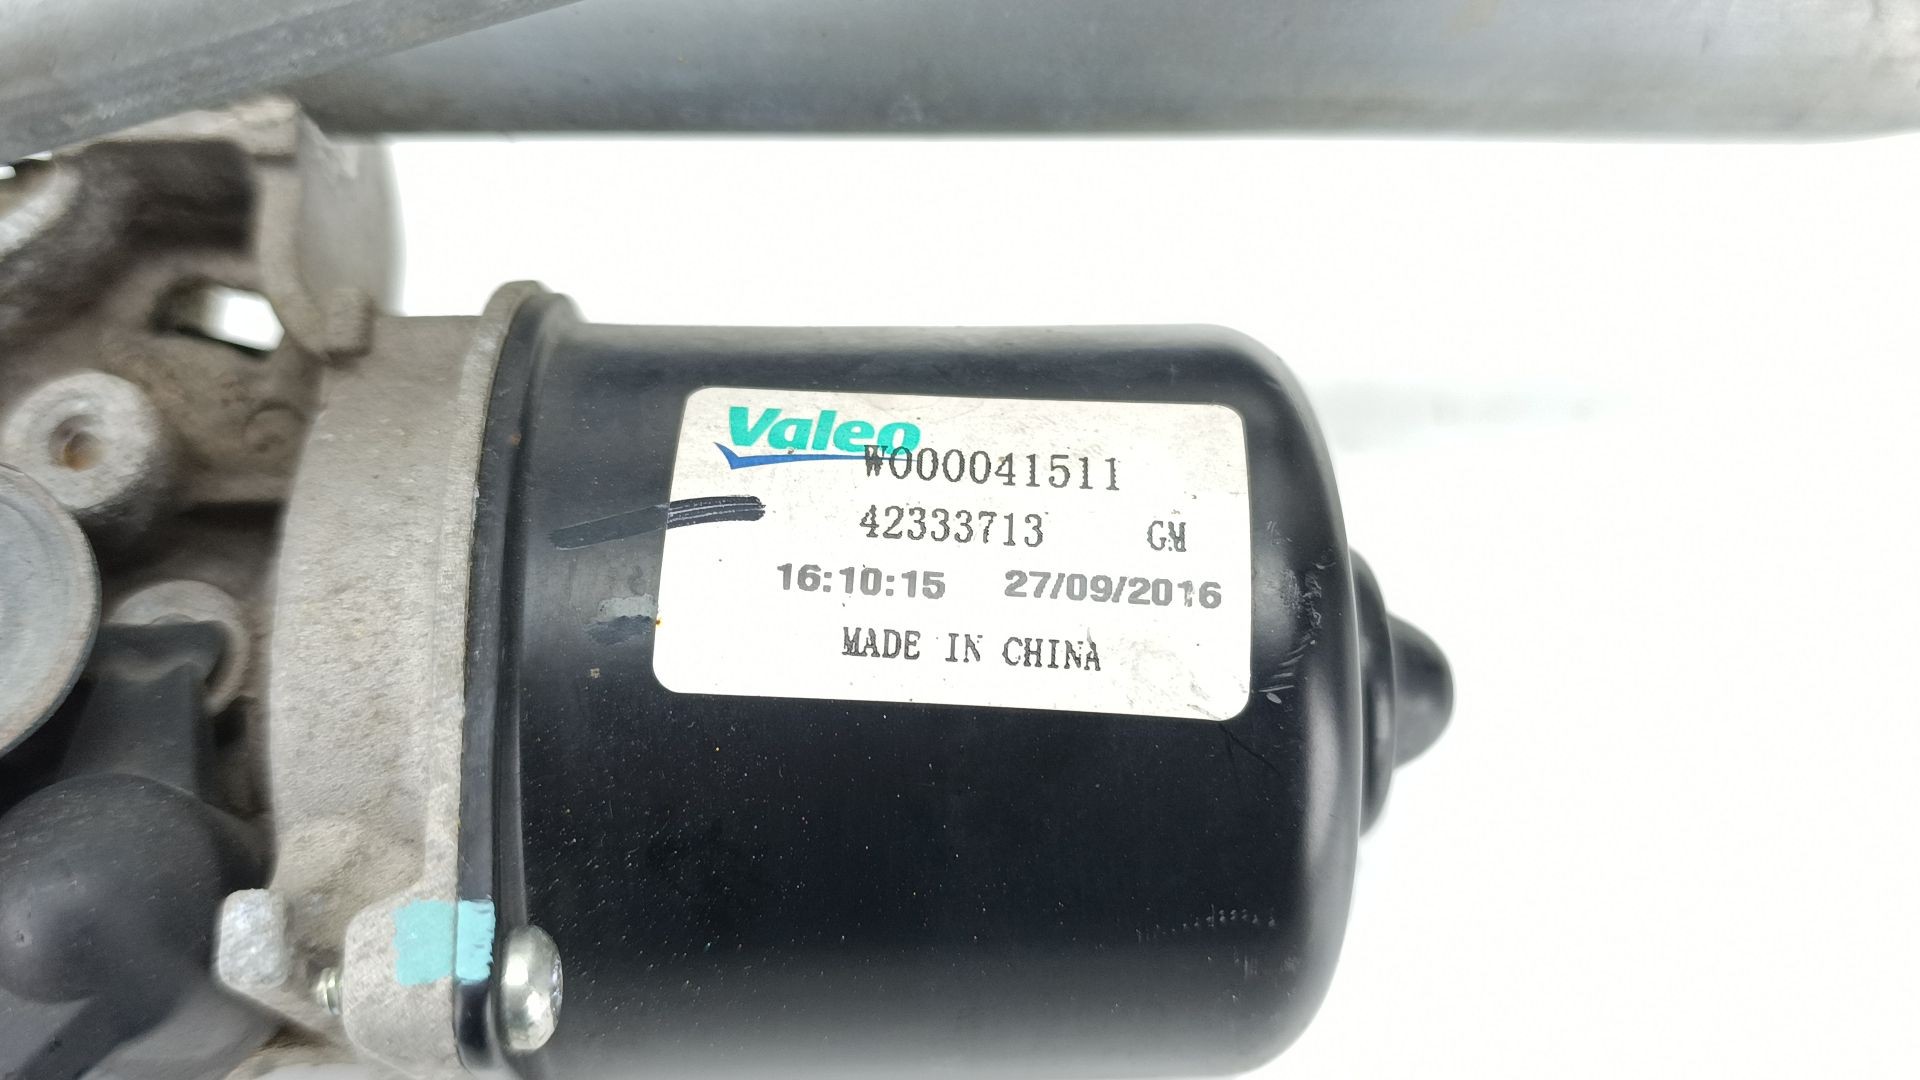 Valeo
W000041511
42333713 GM
16:10:15 27/09/2016
MADE IN CHINA